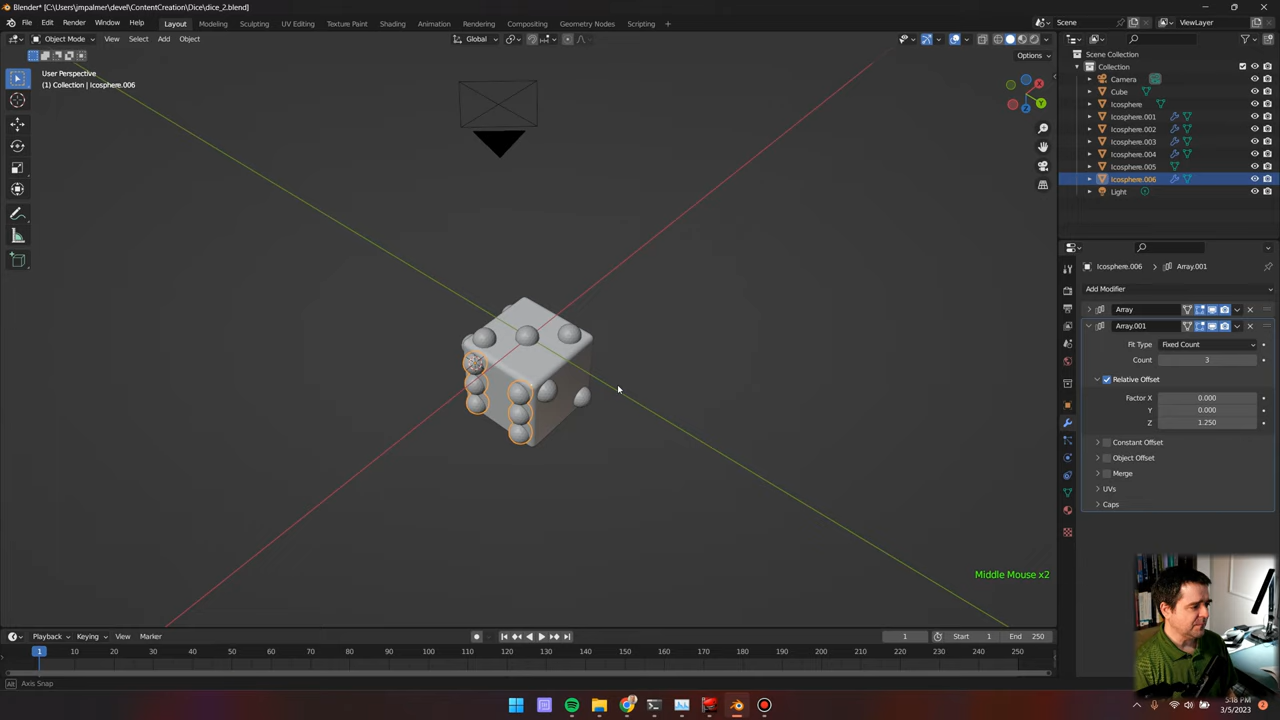 Blender* [C:\Users\jmpalmer\devel\ContentCreation\Dice\dice_2.blend]
File Edit Render Window Help Layout Modeling Sculpting UV Editing Texture Paint Shading Animation Rendering Compositing Geometry Nodes Scripting + Scene ViewLayer
Object Mode View Select Add Object Global
Options
User Perspective
(1) Collection | Icosphere.006
X
Y
Z
Scene Collection
Collection
Camera
Cube
Icosphere
Icosphere.001
Icosphere.002
Icosphere.003
Icosphere.004
Icosphere.005
Icosphere.006
Light
Icosphere.006 > Array.001
Add Modifier
Array
Array.001
Fit Type Fixed Count
Count 3
Relative Offset
Factor X 0.000
Y 0.000
Z 1.250
Constant Offset
Object Offset
Merge
UVs
Caps
Middle Mouse x2
Playback Keying View Marker 1 Start 1 End 250
1 10 20 30 40 50 60 70 80 90 100 110 120 130 140 150 160 170 180 190 200 210 220 230 240 250
Axis Snap
5:18 PM
3/5/2023